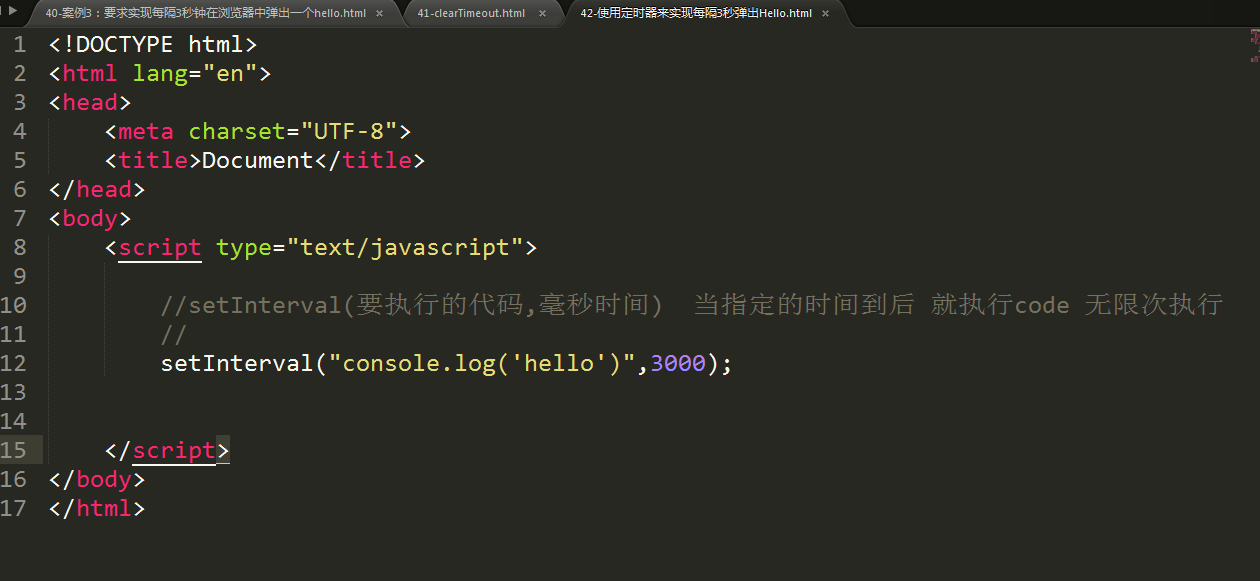 40-案例3：要求实现每隔3秒钟在浏览器中弹出一个hello.html × 41-clearTimeout.html × 42-使用定时器来实现每隔3秒弹出Hello.html ×
1 <!DOCTYPE html>
2 <html lang="en">
3 <head>
4 <meta charset="UTF-8">
5 <title>Document</title>
6 </head>
7 <body>
8 <script type="text/javascript">
9
10 //setInterval(要执行的代码,毫秒时间) 当指定的时间到后 就执行code 无限次执行
11 //
12 setInterval("console.log('hello')",3000);
13
14
15 </script>
16 </body>
17 </html>